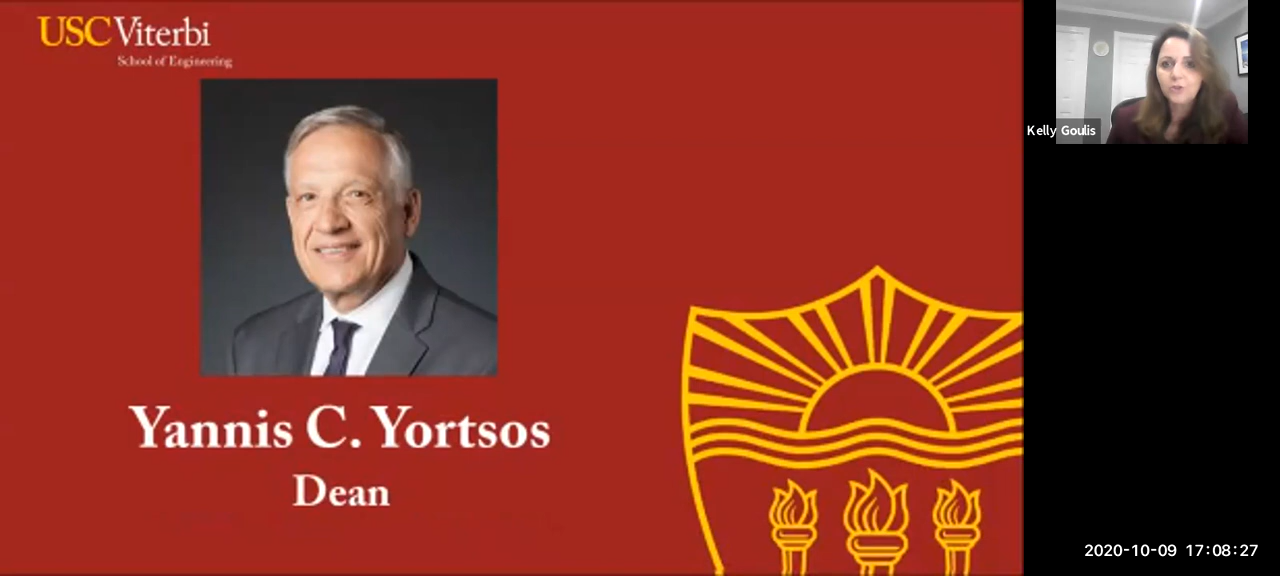 USC Viterbi
School of Engineering
Yannis C. Yortsos
Dean
Kelly Goulis
2020-10-09 17:08:27